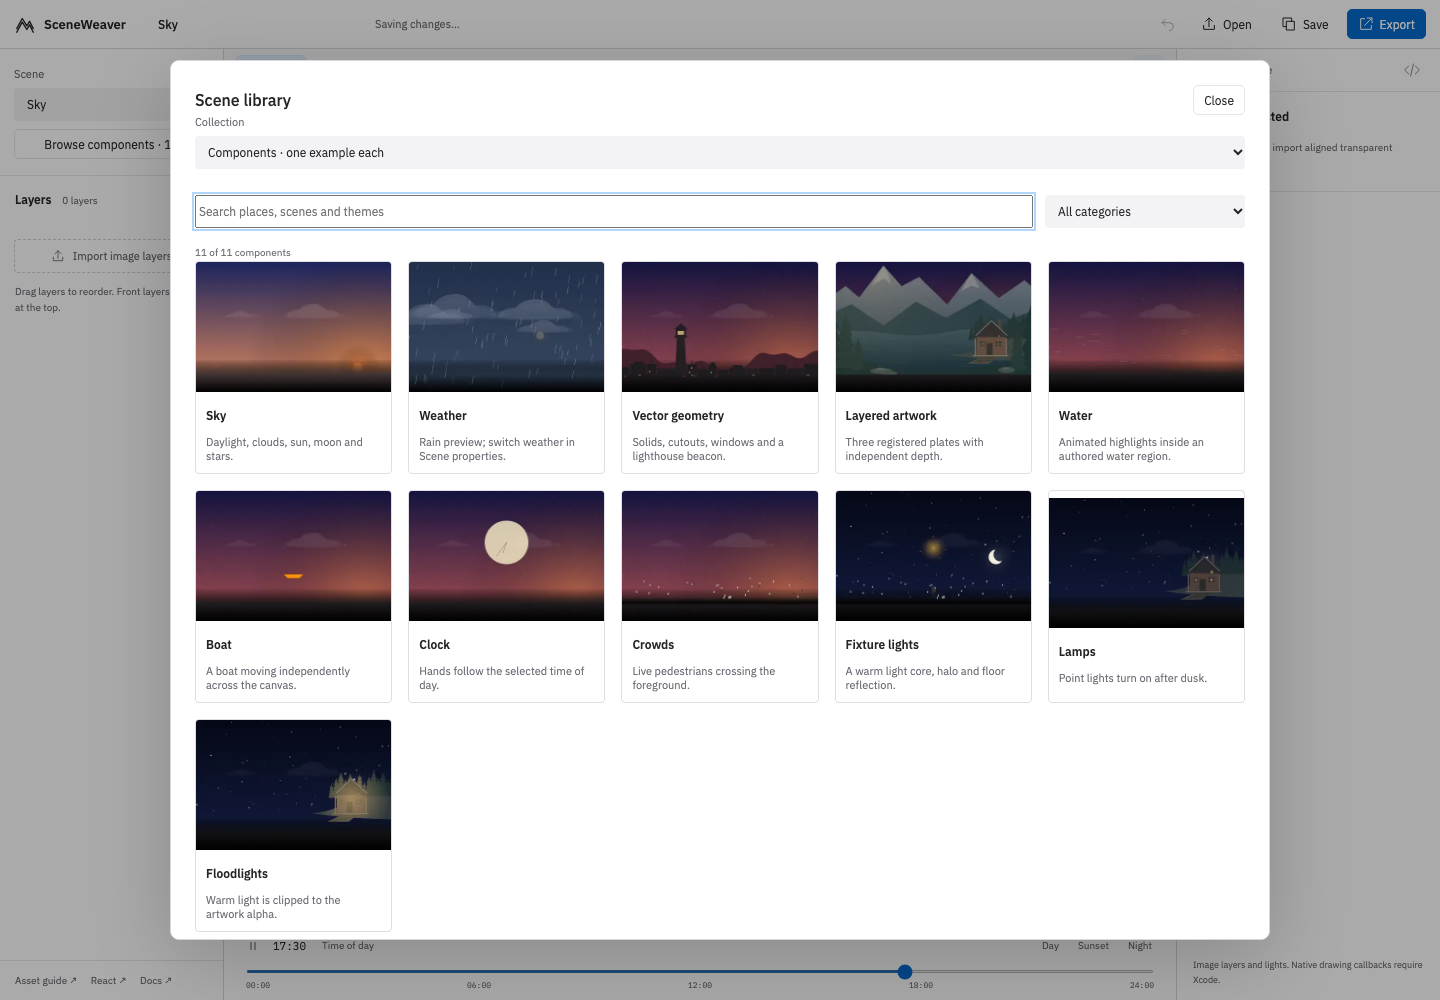 SceneWeaver
Sky
Saving changes...
Open
Save
Export
Scene
Sky
Browse components · 1
Layers 0 layers
Import image layers
Drag layers to reorder. Front layers
at the top.
Scene library
Close
Collection
Components · one example each
Search places, scenes and themes
All categories
11 of 11 components
Sky
Daylight, clouds, sun, moon and
stars.
Weather
Rain preview; switch weather in
Scene properties.
Vector geometry
Solids, cutouts, windows and a
lighthouse beacon.
Layered artwork
Three registered plates with
independent depth.
Water
Animated highlights inside an
authored water region.
Boat
A boat moving independently
across the canvas.
Clock
Hands follow the selected time of
day.
Crowds
Live pedestrians crossing the
foreground.
Fixture lights
A warm light core, halo and floor
reflection.
Lamps
Point lights turn on after dusk.
Floodlights
Warm light is clipped to the
artwork alpha.
import aligned transparent
17:30 Time of day
Day Sunset Night
00:00 06:00 12:00 18:00 24:00
Asset guide ↗ React ↗ Docs ↗
Image layers and lights. Native drawing callbacks require
Xcode.